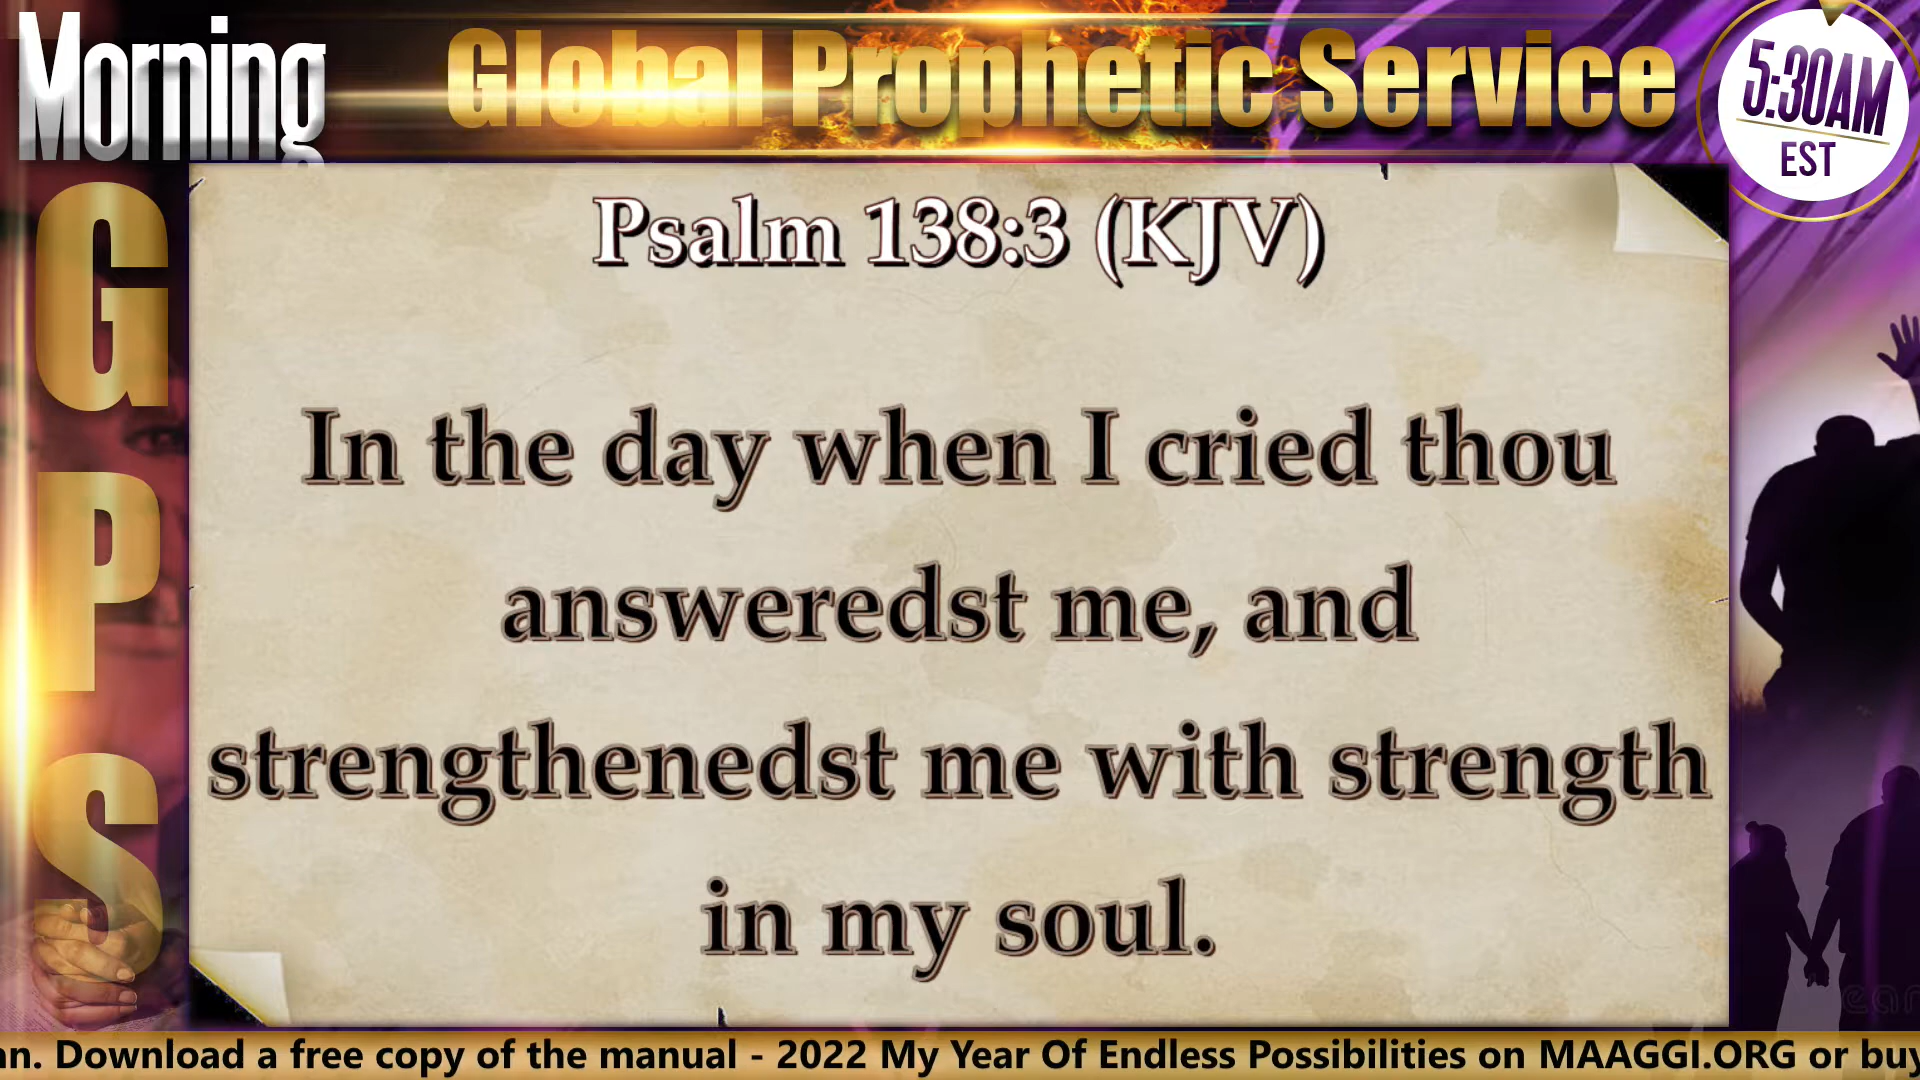 Morning
Global Prophetic Service
5:30AM
EST
G
P
S
Psalm 138:3 (KJV)
In the day when I cried thou
answeredst me, and
strengthenedst me with strength
in my soul.
an. Download a free copy of the manual - 2022 My Year Of Endless Possibilities on MAAGGI.ORG or buy